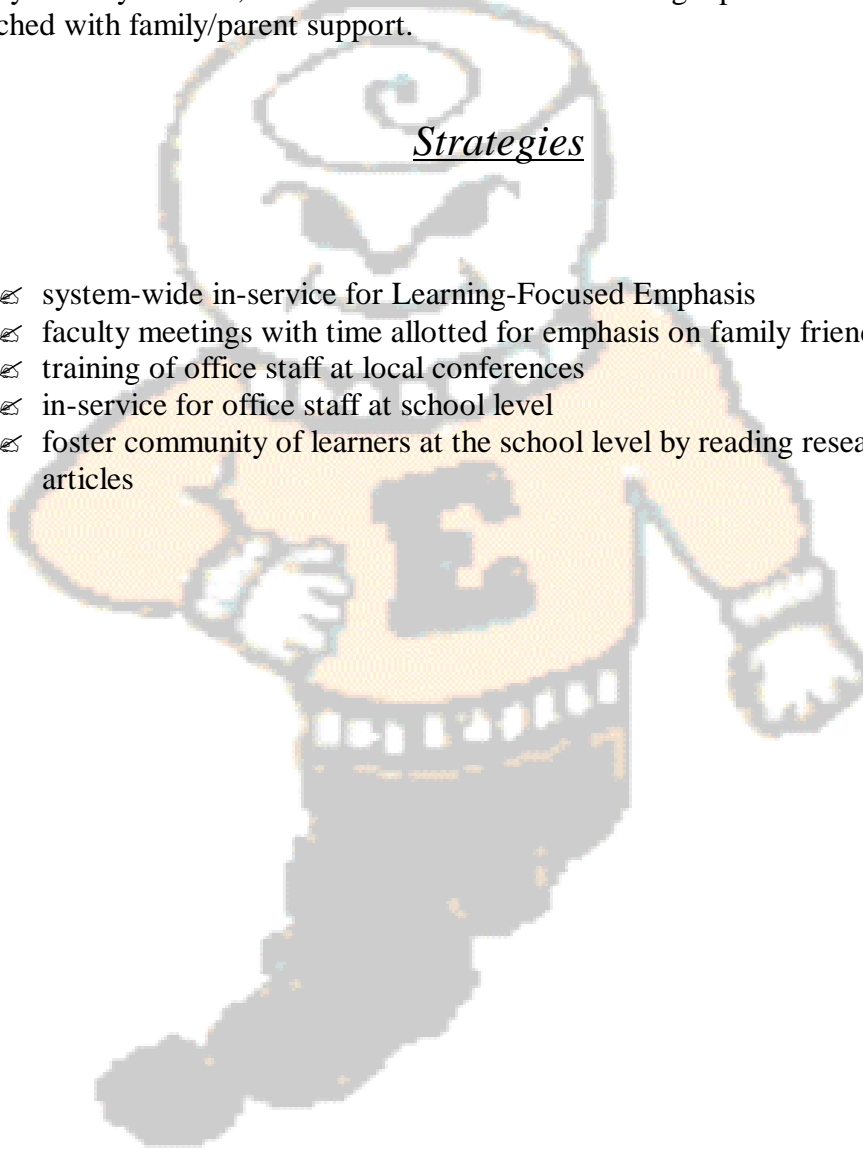 ched with family/parent support.
Strategies
system-wide in-service for Learning-Focused Emphasis
faculty meetings with time allotted for emphasis on family frien
training of office staff at local conferences
in-service for office staff at school level
foster community of learners at the school level by reading resea
articles
E